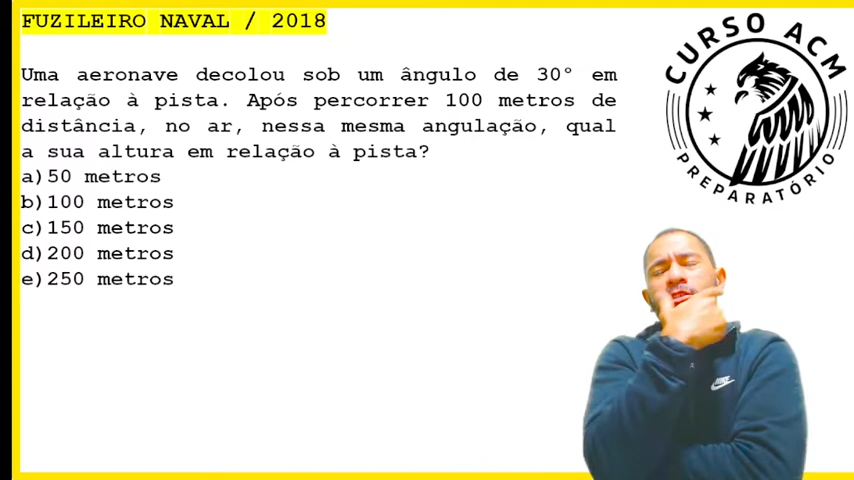 FUZILEIRO NAVAL / 2018
Uma aeronave decolou sob um ângulo de 30º em
relação à pista. Após percorrer 100 metros de
distância, no ar, nessa mesma angulação, qual
a sua altura em relação à pista?
a)50 metros
b)100 metros
c)150 metros
d)200 metros
e)250 metros
CURSO ACM
PREPARATÓRIO
NIKE